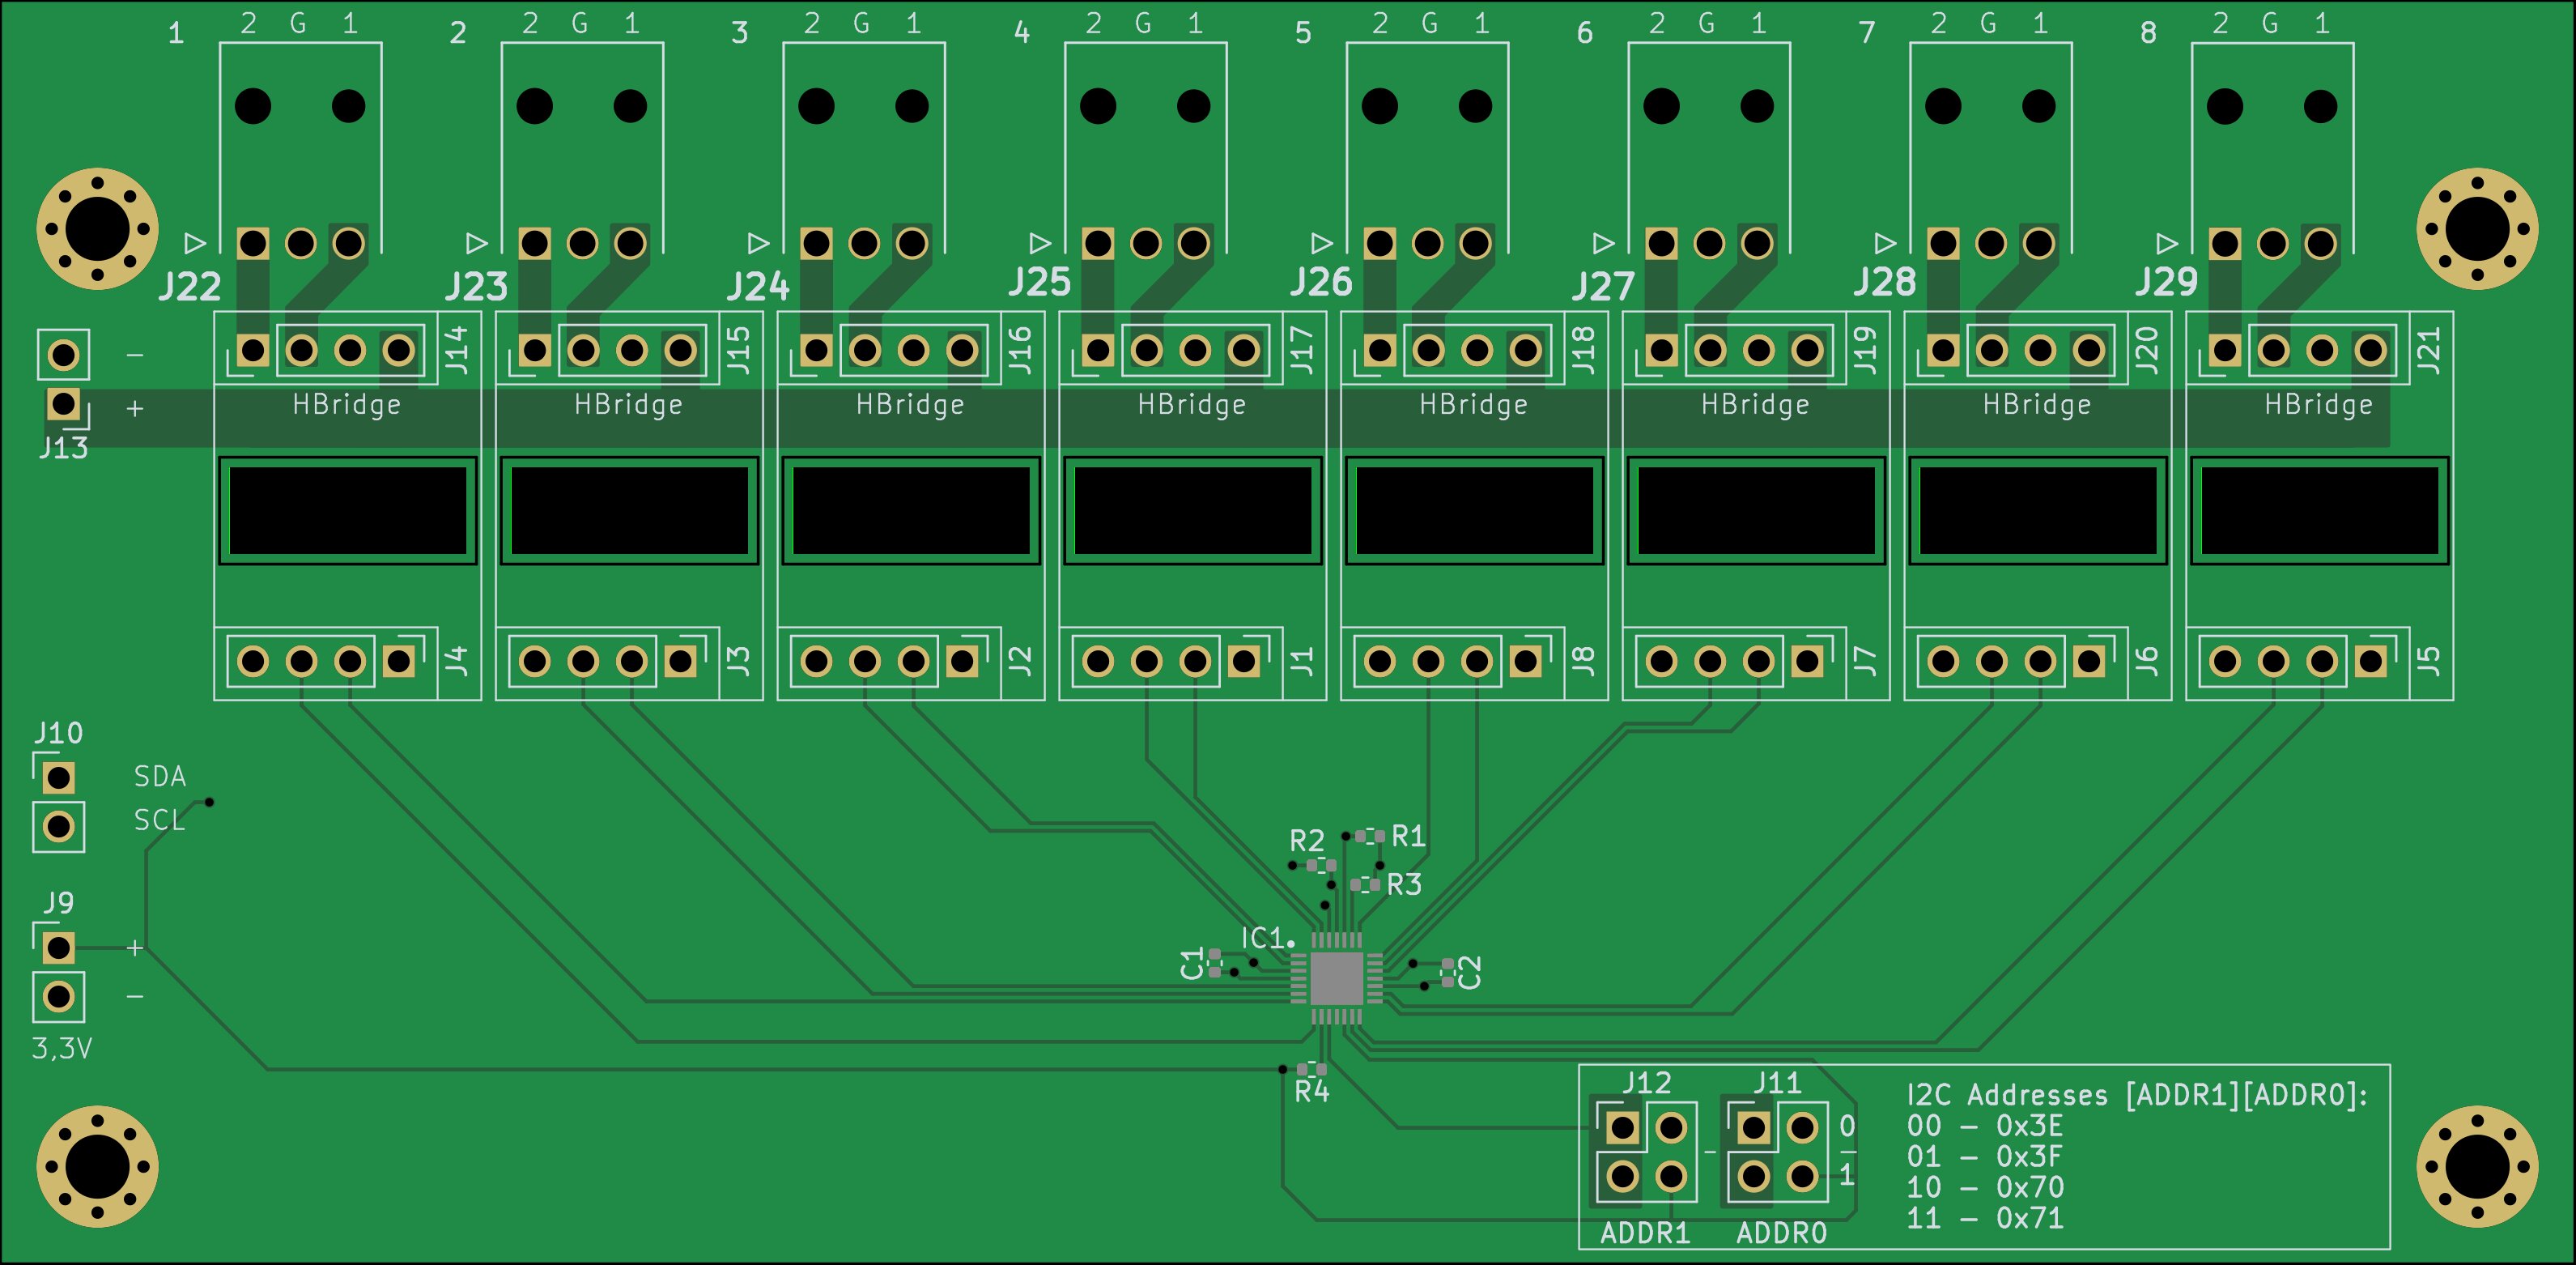 1 2 G 1 2 2 G 1 3 2 G 1 4 2 G 1 5 2 G 1 6 2 G 1 7 2 G 1 8 2 G 1
J22 J23 J24 J25 J26 J27 J28 J29
J14 J15 J16 J17 J18 J19 J20 J21
−
+ HBridge HBridge HBridge HBridge HBridge HBridge HBridge HBridge
J13
J4 J3 J2 J1 J8 J7 J6 J5
J10
SDA
SCL
R2 R1
R3
J9
IC1
+ C1 C2
−
3,3V
R4
J12 J11
0
− −
1
ADDR1 ADDR0
I2C Addresses [ADDR1][ADDR0]:
00 − 0x3E
01 − 0x3F
10 − 0x70
11 − 0x71